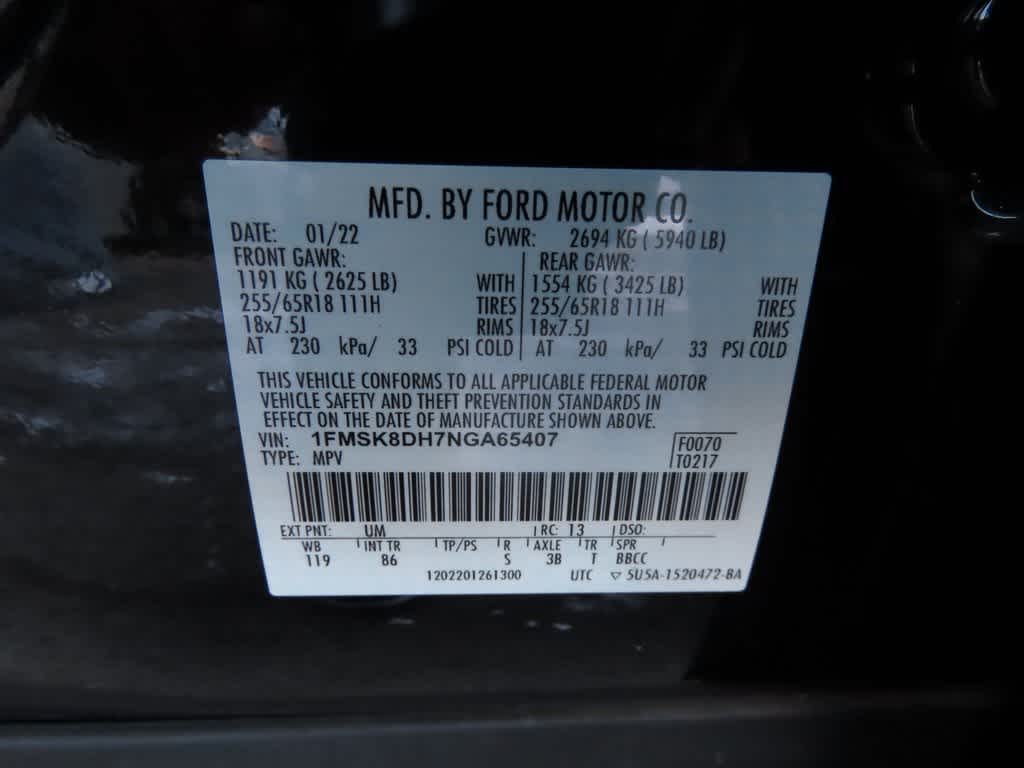 MFD. BY FORD MOTOR CO.
DATE: 01/22 GVWR: 2694 KG ( 5940 LB)
FRONT GAWR: REAR GAWR:
1191 KG ( 2625 LB) WITH 1554 KG ( 3425 LB) WITH
255/65R18 111H TIRES 255/65R18 111H TIRES
18x7.5J RIMS 18x7.5J RIMS
AT 230 kPa/ 33 PSI COLD AT 230 kPa/ 33 PSI COLD
THIS VEHICLE CONFORMS TO ALL APPLICABLE FEDERAL MOTOR
VEHICLE SAFETY AND THEFT PREVENTION STANDARDS IN
EFFECT ON THE DATE OF MANUFACTURE SHOWN ABOVE.
VIN: 1FMSK8DH7NGA65407 F0070
TYPE: MPV T0217
EXT PNT: UM RC: 13 DSO:
WB INT TR TP/PS R AXLE TR SPR
119 86 S 3B T BBCC
1202201261300 UTC ▽ 5U5A-1520472-BA